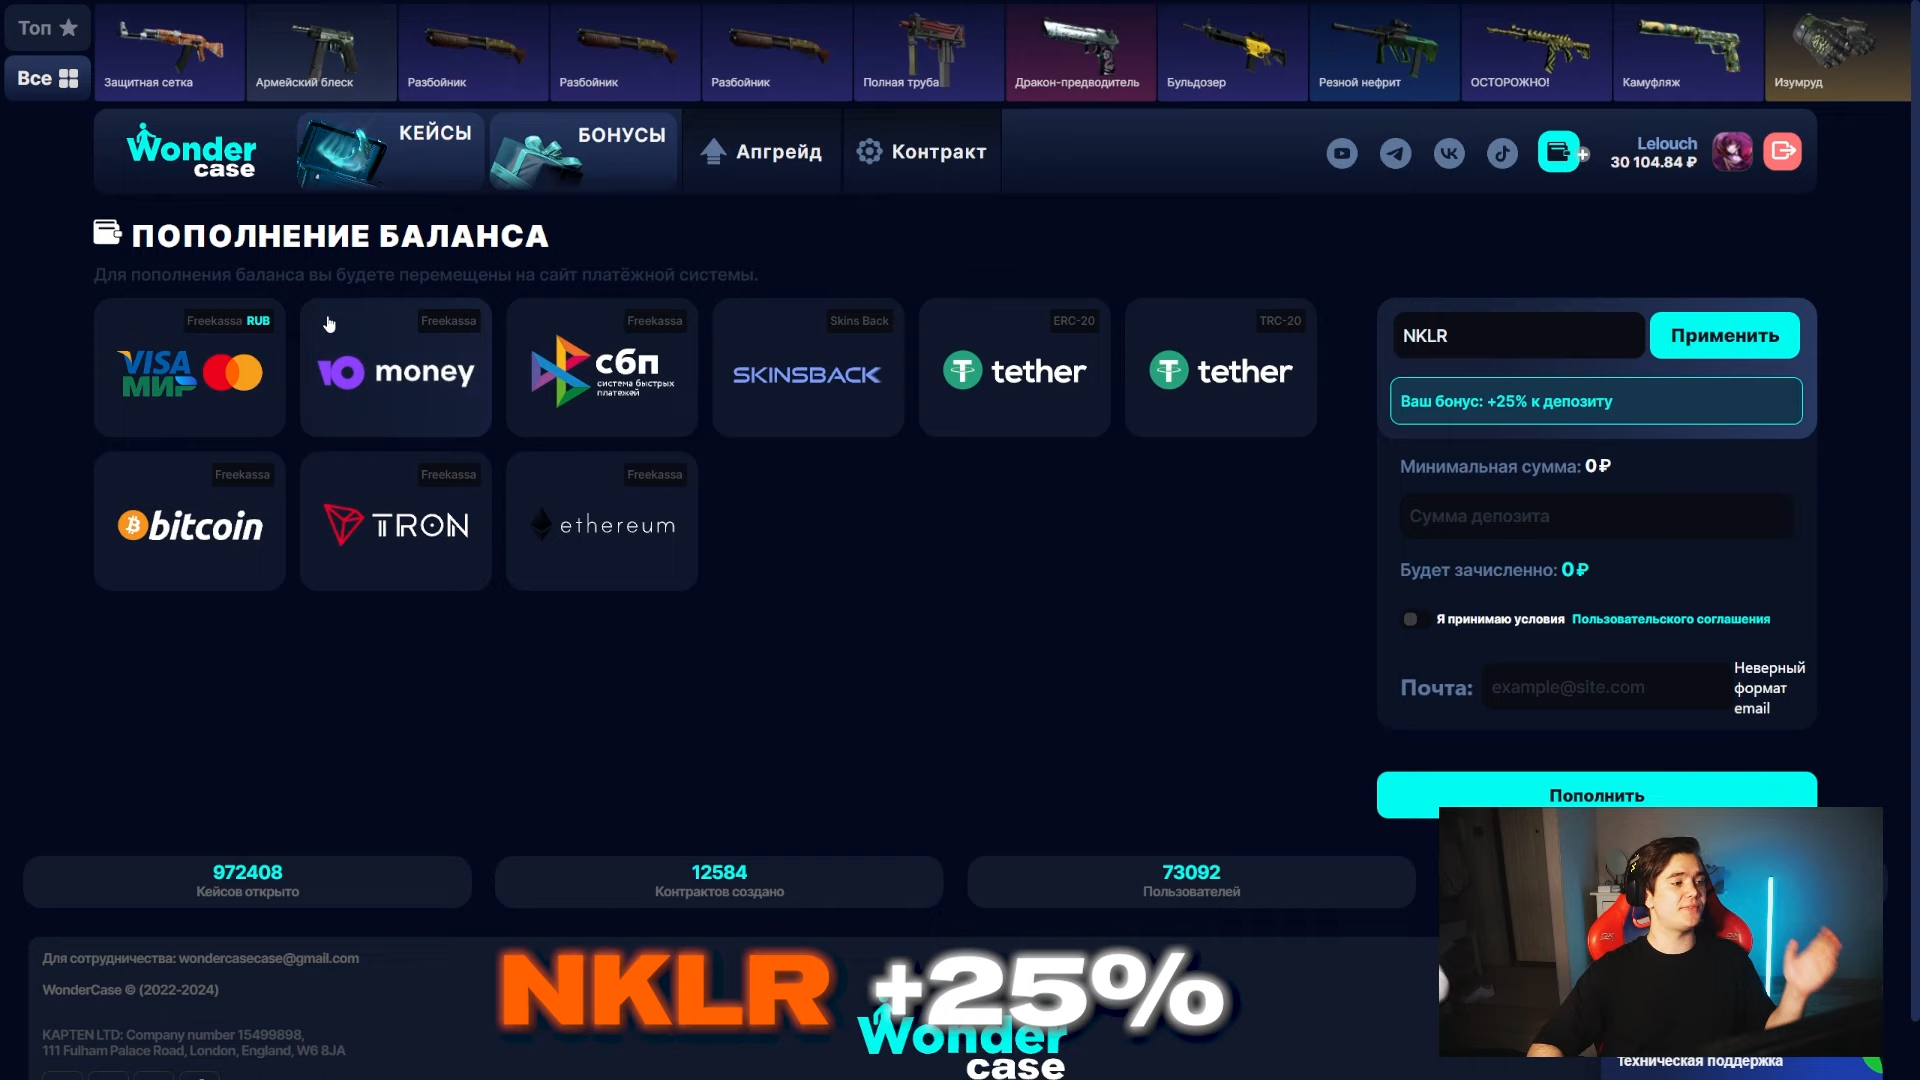 Топ
Все
Защитная сетка
Армейский блеск
Разбойник
Разбойник
Разбойник
Полная труба
Дракон-предводитель
Бульдозер
Резной нефрит
ОСТОРОЖНО!
Камуфляж
Изумруд
Wonder
case
КЕЙСЫ
БОНУСЫ
Апгрейд
Контракт
Lelouch
30 104.84 ₽
ПОПОЛНЕНИЕ БАЛАНСА
Для пополнения баланса вы будете перемещены на сайт платёжной системы.
Freekassa RUB
VISA
МИР
Freekassa
Ю money
Freekassa
сбп
система быстрых
платежей
Skins Back
SKINSBACK
ERC-20
tether
TRC-20
tether
Freekassa
bitcoin
Freekassa
TRON
Freekassa
ethereum
NKLR
Применить
Ваш бонус: +25% к депозиту
Минимальная сумма: 0 ₽
Сумма депозита
Будет зачисленно: 0 ₽
Я принимаю условия Пользовательского соглашения
Почта:
example@site.com
Неверный
формат
email
Пополнить
972408
Кейсов открыто
12584
Контрактов создано
73092
Пользователей
Для сотрудничества: wondercasecase@gmail.com
WonderCase © (2022-2024)
KAPTEN LTD: Company number 15499898,
111 Fulham Palace Road, London, England, W6 8JA
NKLR +25%
Wonder
case
Техническая поддержка